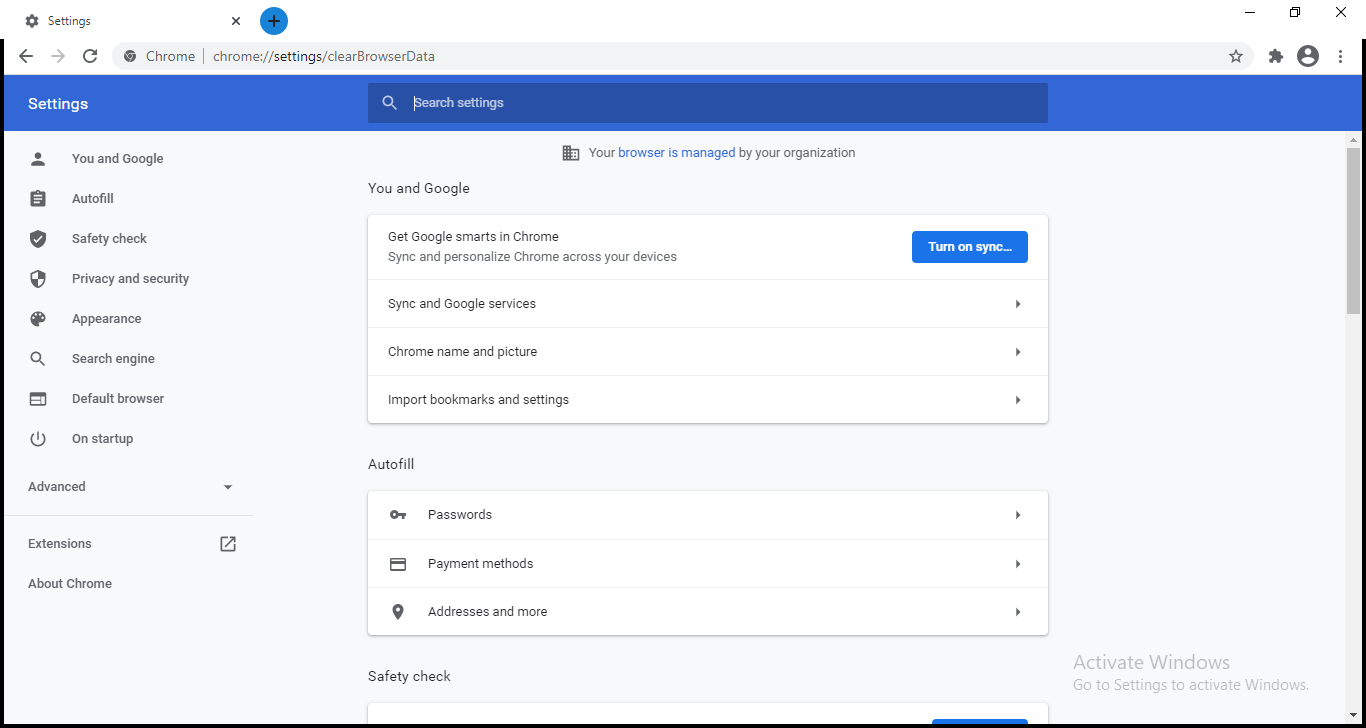 Settings
Chrome chrome://settings/clearBrowserData
Settings
Search settings
You and Google
Autofill
Safety check
Privacy and security
Appearance
Search engine
Default browser
On startup
Advanced
Extensions
About Chrome
Your browser is managed by your organization
You and Google
Get Google smarts in Chrome
Sync and personalize Chrome across your devices
Turn on sync...
Sync and Google services
Chrome name and picture
Import bookmarks and settings
Autofill
Passwords
Payment methods
Addresses and more
Safety check
Activate Windows
Go to Settings to activate Windows.